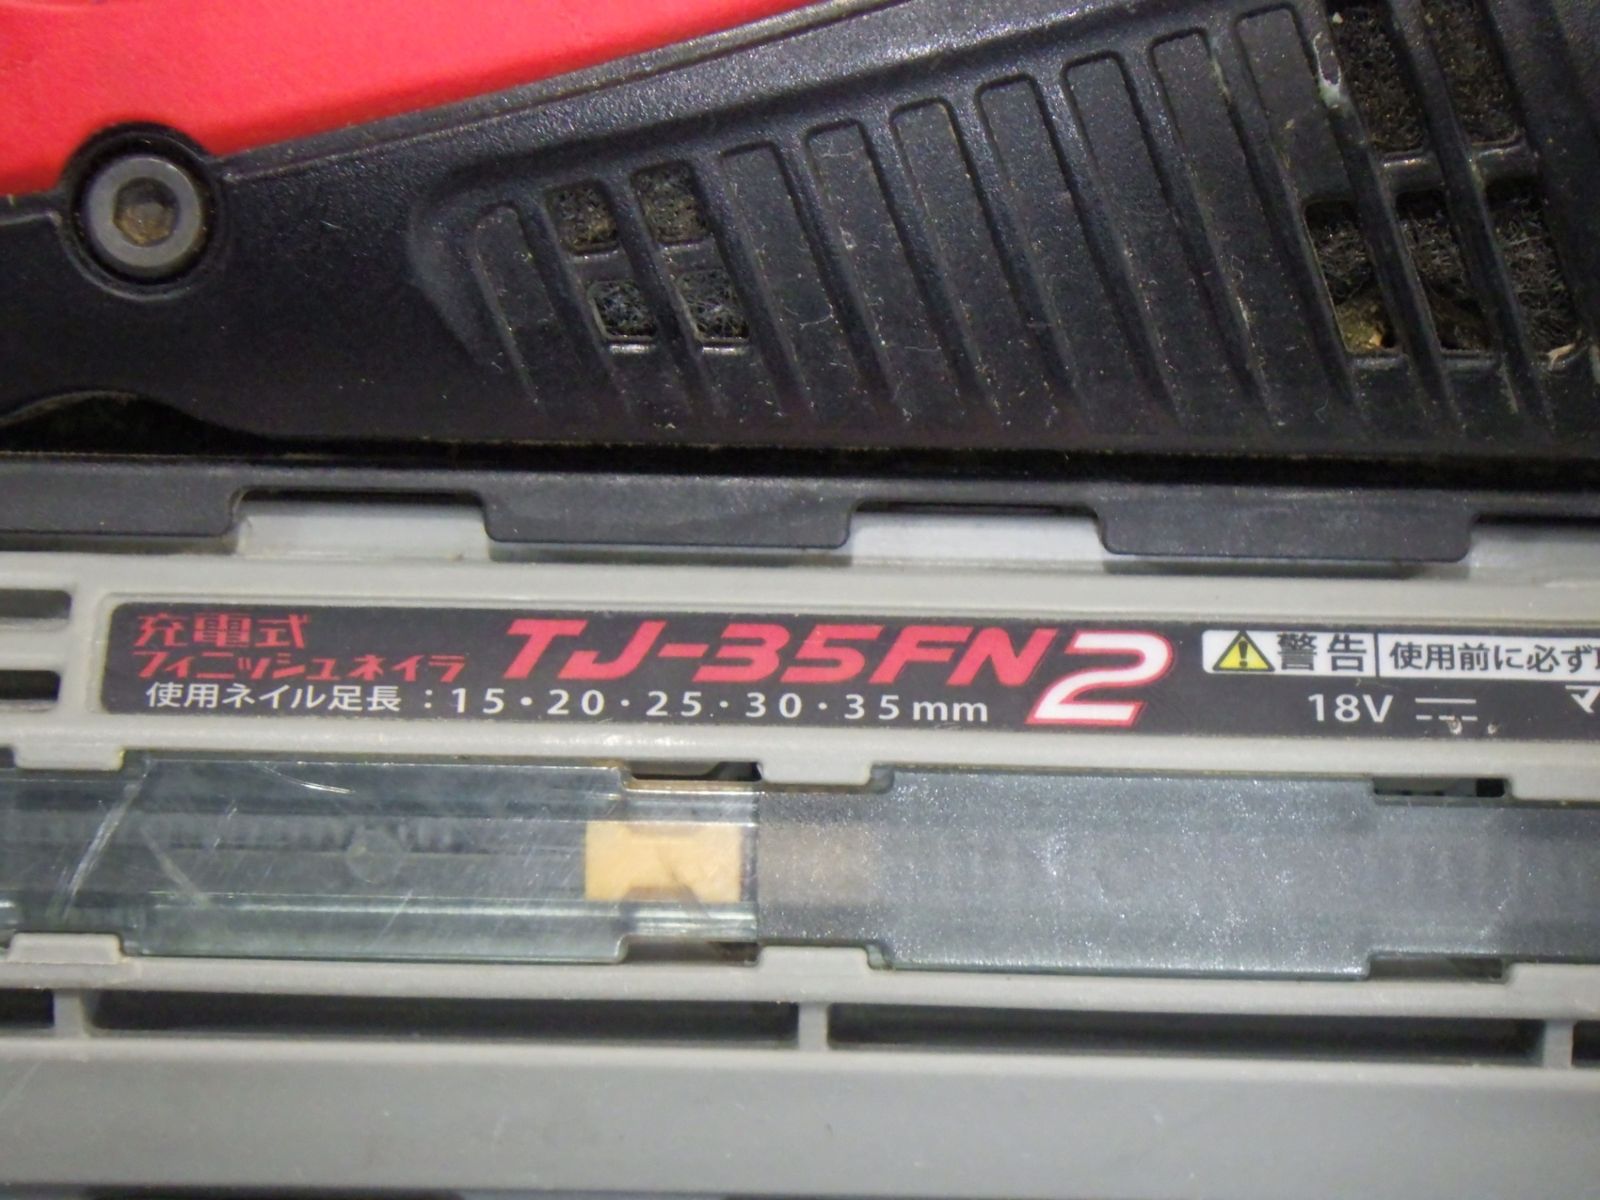 充電式
フィニッシュネイラ
TJ-35FN2
使用ネイル足長：15・20・25・30・35mm
⚠警告 使用前に必ず
18V ⎓ マ